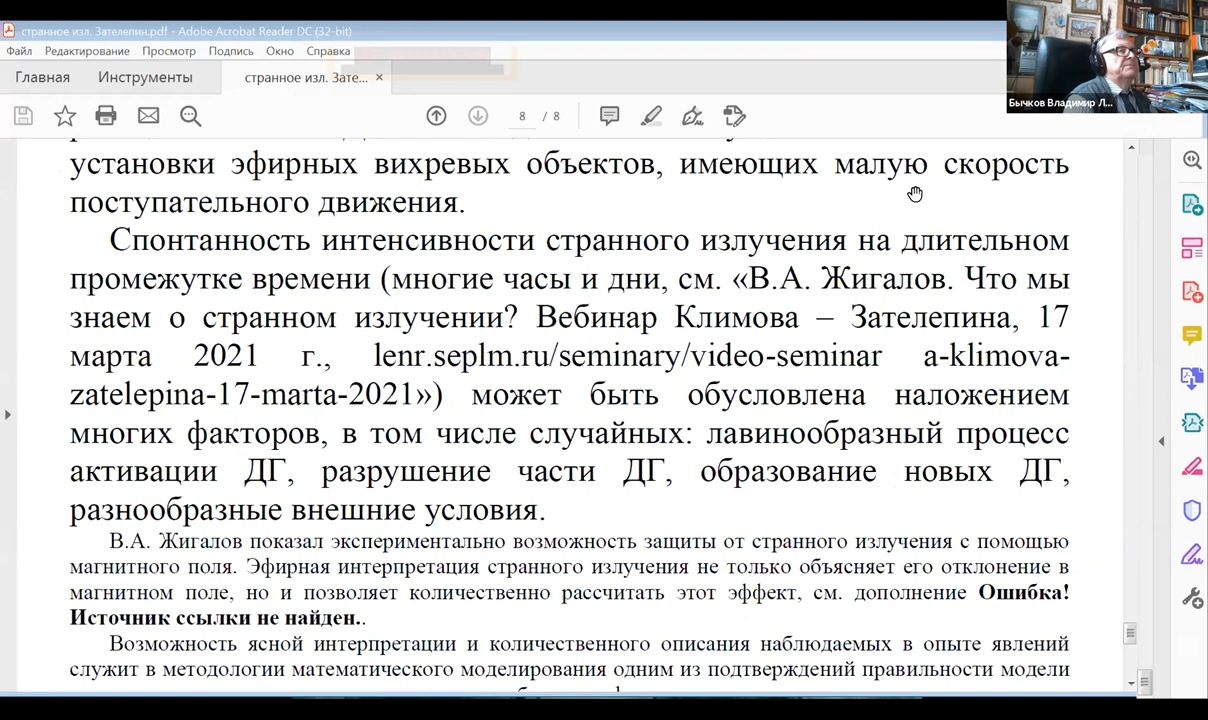 странное изл. Зателепин.pdf - Adobe Acrobat Reader DC (32-bit)
Файл Редактирование Просмотр Подпись Окно Справка
Главная Инструменты странное изл. Зате... ×
8 / 8
Бычков Владимир Л...
установки эфирных вихревых объектов, имеющих малую скорость
поступательного движения.
Спонтанность интенсивности странного излучения на длительном
промежутке времени (многие часы и дни, см. «В.А. Жигалов. Что мы
знаем о странном излучении? Вебинар Климова – Зателепина, 17
марта 2021 г., lenr.seplm.ru/seminary/video-seminar a-klimova-
zatelepina-17-marta-2021») может быть обусловлена наложением
многих факторов, в том числе случайных: лавинообразный процесс
активации ДГ, разрушение части ДГ, образование новых ДГ,
разнообразные внешние условия.
В.А. Жигалов показал экспериментально возможность защиты от странного излучения с помощью
магнитного поля. Эфирная интерпретация странного излучения не только объясняет его отклонение в
магнитном поле, но и позволяет количественно рассчитать этот эффект, см. дополнение Ошибка!
Источник ссылки не найден..
Возможность ясной интерпретации и количественного описания наблюдаемых в опыте явлений
служит в методологии математического моделирования одним из подтверждений правильности модели